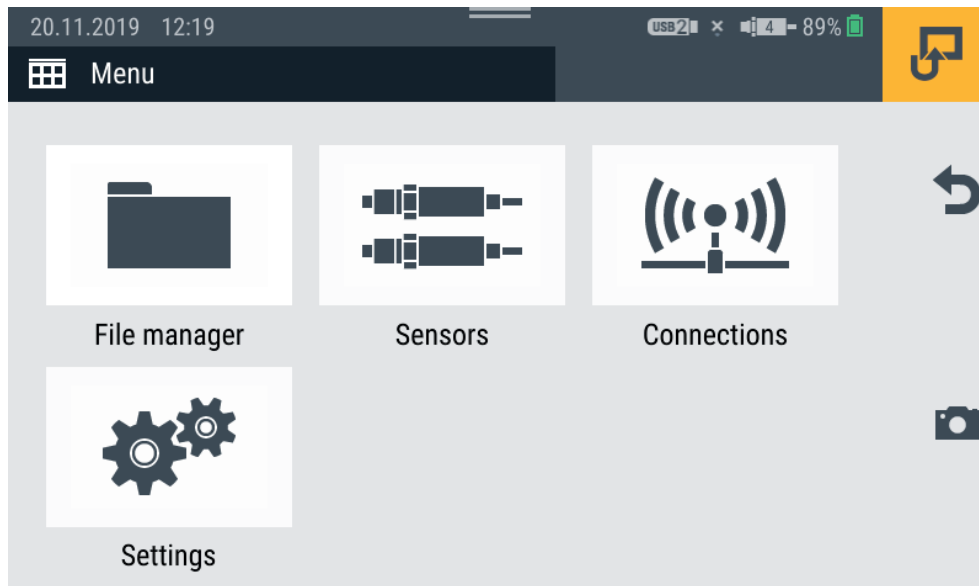 20.11.2019 12:19 USB2 4 89%
Menu
File manager Sensors Connections
Settings